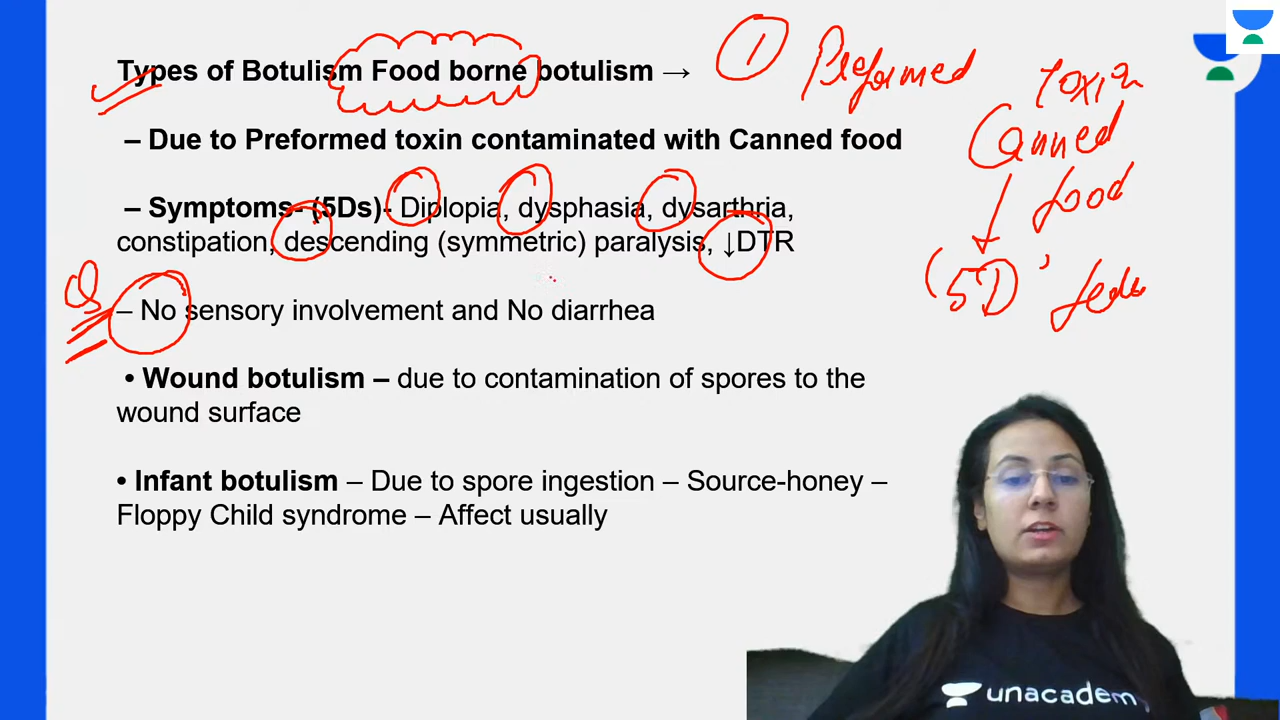 Types of Botulism Food borne botulism →
① Preformed toxin
– Due to Preformed toxin contaminated with Canned food
Canned food
– Symptoms- (5Ds)- Diplopia, dysphasia, dysarthria,
constipation, descending (symmetric) paralysis, ↓DTR
(5D'
– No sensory involvement and No diarrhea
• Wound botulism – due to contamination of spores to the
wound surface
• Infant botulism – Due to spore ingestion – Source-honey –
Floppy Child syndrome – Affect usually
unacademy